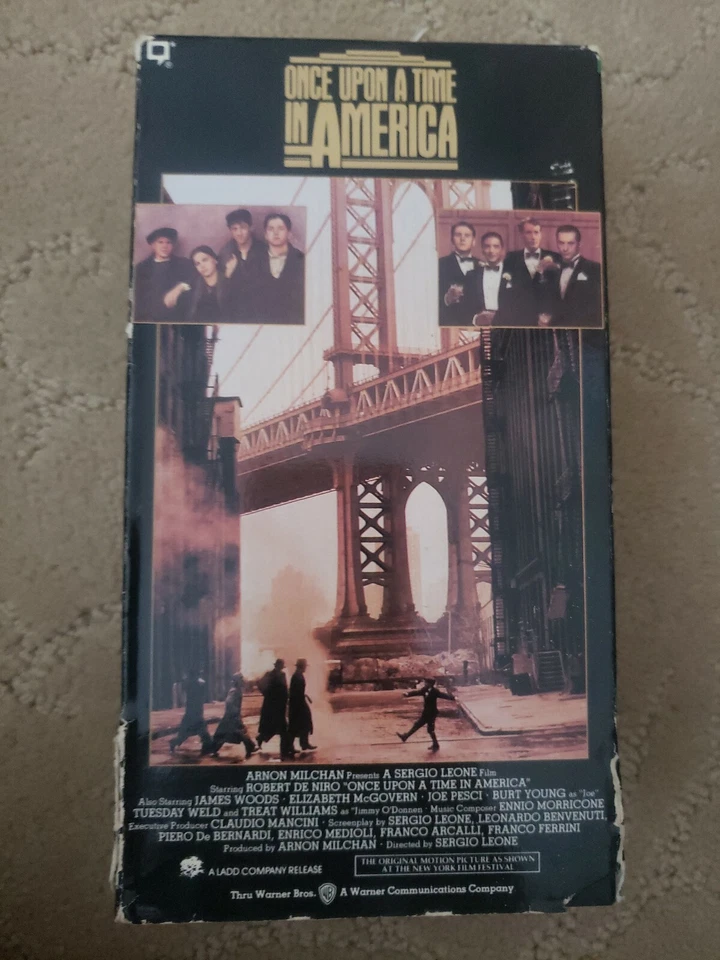 ONCE UPON A TIME
IN AMERICA
ARNON MILCHAN Presents A SERGIO LEONE Film
Starring ROBERT DE NIRO "ONCE UPON A TIME IN AMERICA"
Also Starring JAMES WOODS · ELIZABETH McGOVERN · JOE PESCI · BURT YOUNG as "Joe"
TUESDAY WELD and TREAT WILLIAMS as "Jimmy O'Donnen · Music Composer ENNIO MORRICONE
Executive Producer CLAUDIO MANCINI · Screenplay by SERGIO LEONE, LEONARDO BENVENUTI,
PIERO De BERNARDI, ENRICO MEDIOLI, FRANCO ARCALLI, FRANCO FERRINI
Produced by ARNON MILCHAN · Directed by SERGIO LEONE
A LADD COMPANY RELEASE
THE ORIGINAL MOTION PICTURE AS SHOWN
AT THE NEW YORK FILM FESTIVAL
Thru Warner Bros. WB A Warner Communications Company